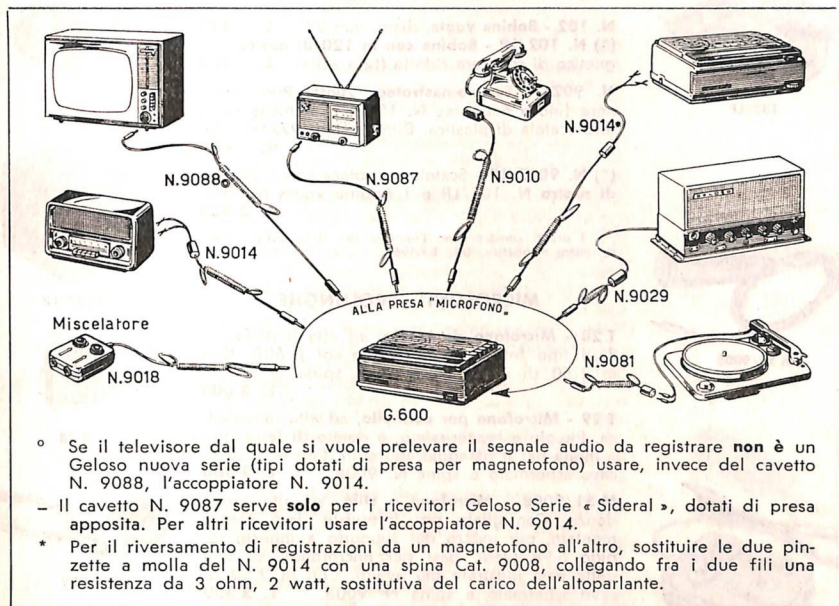 N.9088
N.9087
N.9010
N.9014
N.9014
N.9029
ALLA PRESA "MICROFONO"
Miscelatore
N.9018
G.600
N.9081
° Se il televisore dal quale si vuole prelevare il segnale audio da registrare non è un
Geloso nuova serie (tipi dotati di presa per magnetofono) usare, invece del cavetto
N. 9088, l'accoppiatore N. 9014.
– Il cavetto N. 9087 serve solo per i ricevitori Geloso Serie « Sideral », dotati di presa
apposita. Per altri ricevitori usare l'accoppiatore N. 9014.
* Per il riversamento di registrazioni da un magnetofono all'altro, sostituire le due pin-
zette a molla del N. 9014 con una spina Cat. 9008, collegando fra i due fili una
resistenza da 3 ohm, 2 watt, sostitutiva del carico dell'altoparlante.